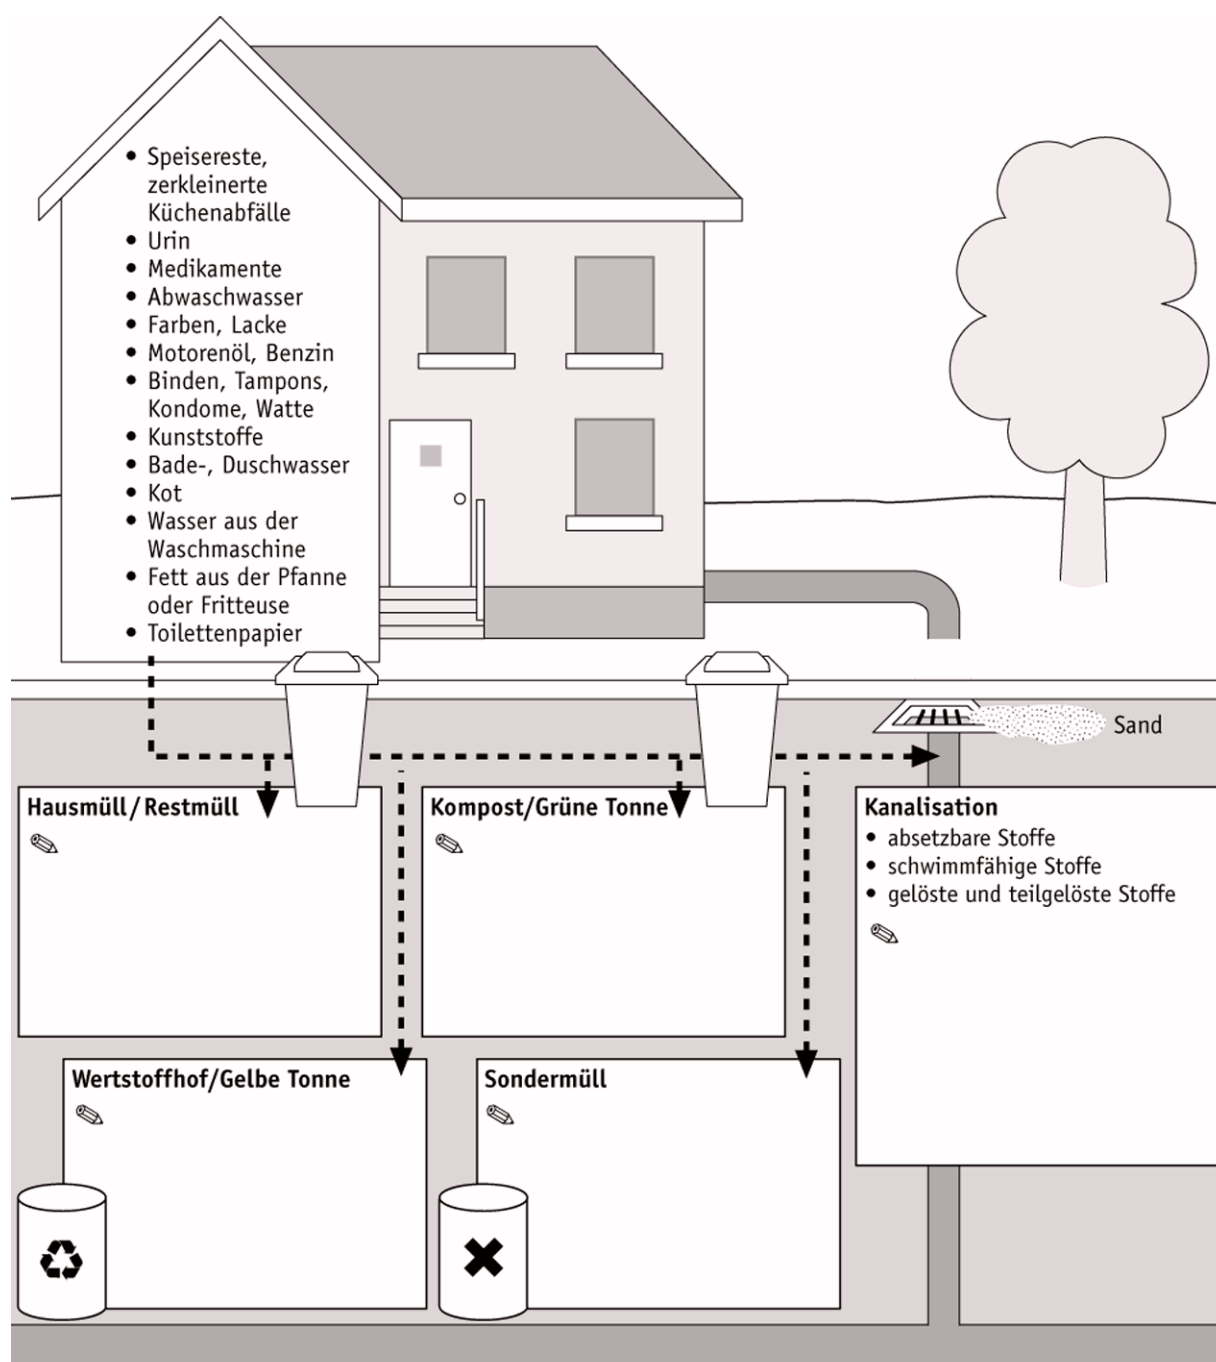 • Speisereste,
zerkleinerte
Küchenabfälle
• Urin
• Medikamente
• Abwaschwasser
• Farben, Lacke
• Motorenöl, Benzin
• Binden, Tampons,
Kondome, Watte
• Kunststoffe
• Bade-, Duschwasser
• Kot
• Wasser aus der
Waschmaschine
• Fett aus der Pfanne
oder Fritteuse
• Toilettenpapier
Sand
Hausmüll/Restmüll
Kompost/Grüne Tonne
Kanalisation
• absetzbare Stoffe
• schwimmfähige Stoffe
• gelöste und teilgelöste Stoffe
Wertstoffhof/Gelbe Tonne
Sondermüll